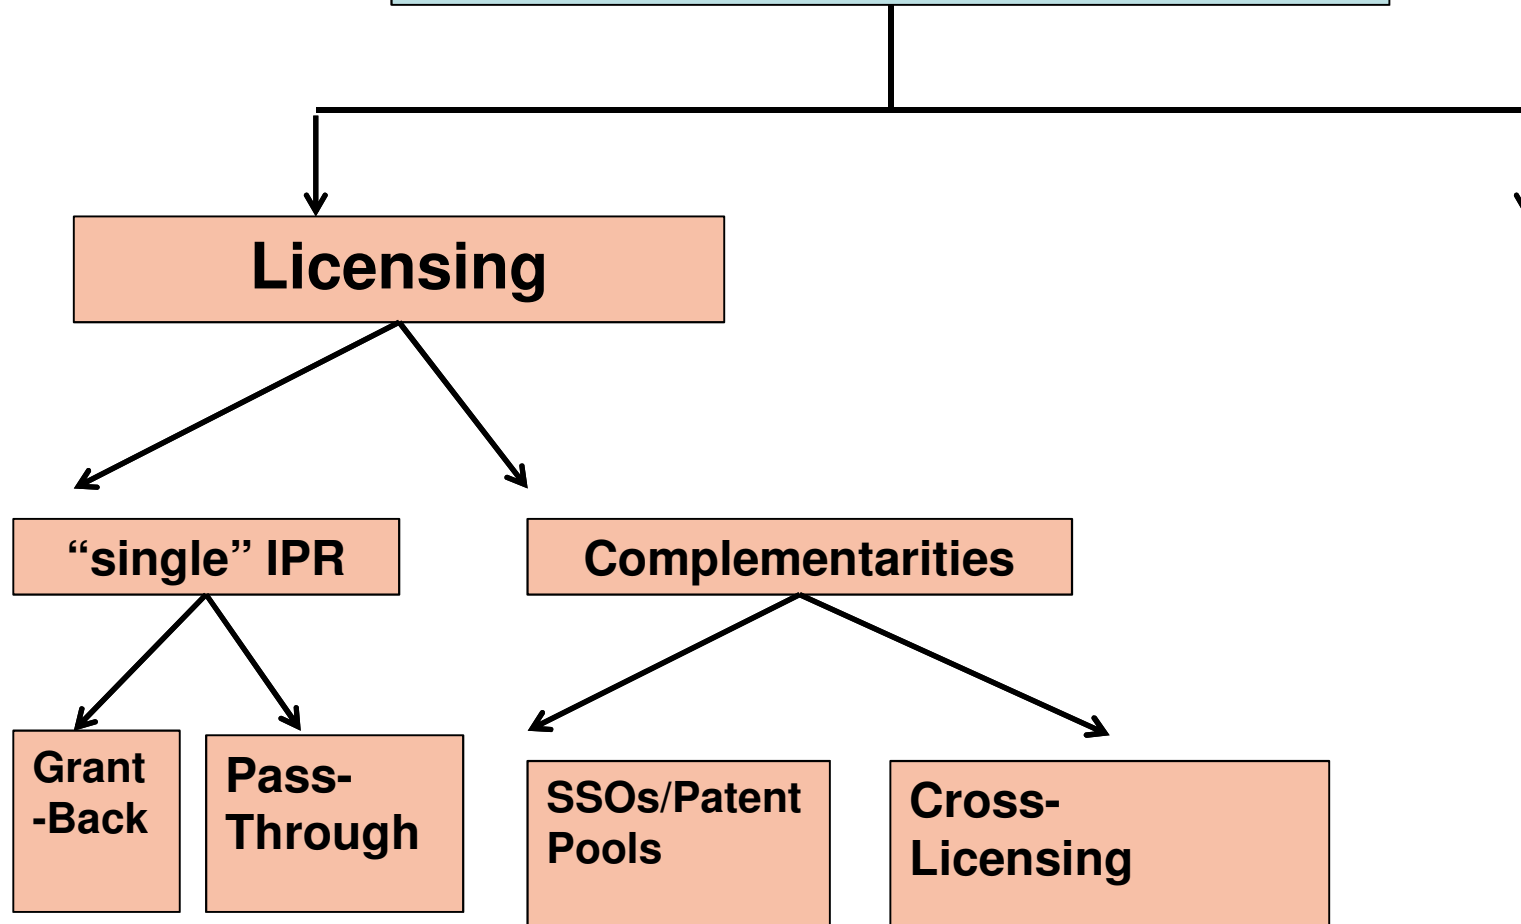 Licensing
“single” IPR
Complementarities
Grant
-Back
Pass-
Through
SSOs/Patent
Pools
Cross-
Licensing